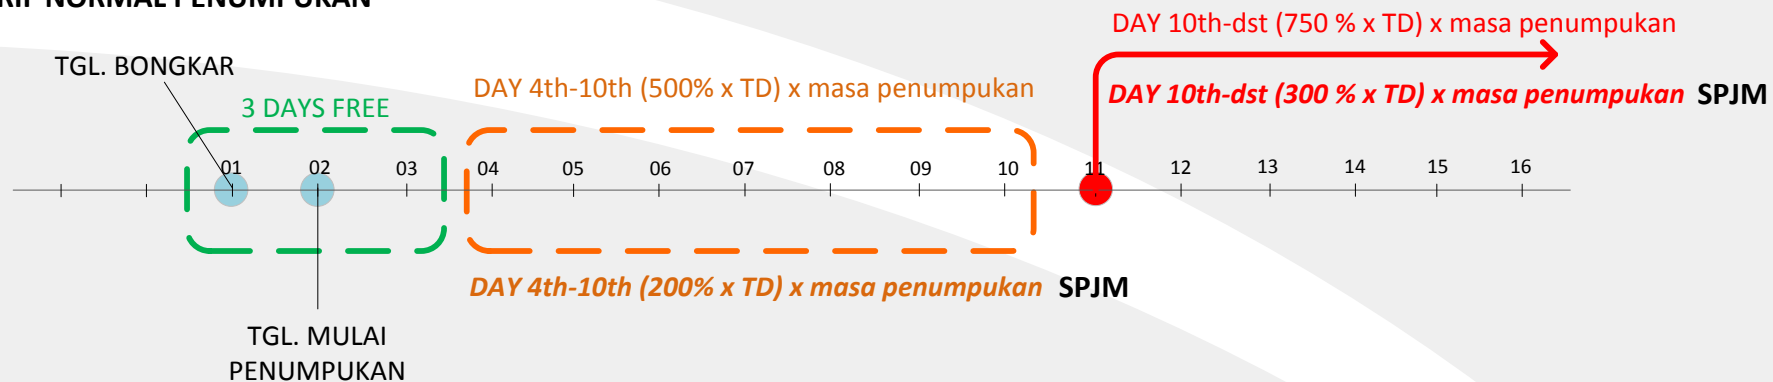 NORMAL PENUMPUKAN
DAY 10th-dst (750 % x TD) x masa penumpukan
TGL. BONGKAR
DAY 4th-10th (500% x TD) x masa penumpukan
DAY 10th-dst (300 % x TD) x masa penumpukan SPJM
3 DAYS FREE
01 02 03 04 05 06 07 08 09 10 11 12 13 14 15 16
DAY 4th-10th (200% x TD) x masa penumpukan SPJM
TGL. MULAI
PENUMPUKAN